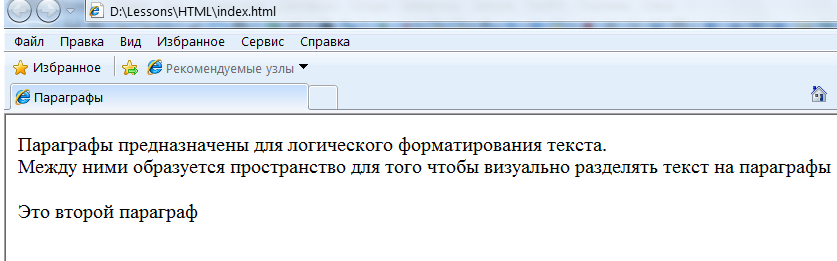 D:\Lessons\HTML\index.html
Файл Правка Вид Избранное Сервис Справка
Избранное Рекомендуемые узлы
Параграфы
Параграфы предназначены для логического форматирования текста.
Между ними образуется пространство для того чтобы визуально разделять текст на параграфы
Это второй параграф